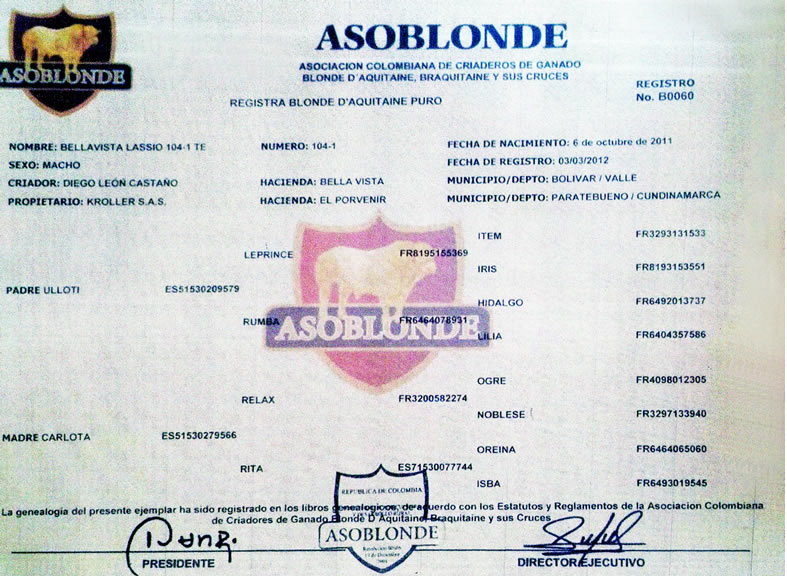 ASOBLONDE
ASOBLONDE
ASOCIACION COLOMBIANA DE CRIADEROS DE GANADO
BLONDE D'AQUITAINE, BRAQUITAINE Y SUS CRUCES
REGISTRO
No. B0060
REGISTRA BLONDE D'AQUITAINE PURO
NOMBRE: BELLAVISTA LASSIO 104-1 TE NUMERO: 104-1 FECHA DE NACIMIENTO: 6 de octubre de 2011
SEXO: MACHO FECHA DE REGISTRO: 03/03/2012
CRIADOR: DIEGO LEÓN CASTAÑO HACIENDA: BELLA VISTA MUNICIPIO/DEPTO: BOLIVAR / VALLE
PROPIETARIO: KROLLER S.A.S. HACIENDA: EL PORVENIR MUNICIPIO/DEPTO: PARATEBUENO / CUNDINAMARCA
ITEM FR3293131533
LEPRINCE FR8195155369
IRIS FR8193153551
PADRE ULLOTI ES51530209579
HIDALGO FR6492013737
RUMBA FR6464078931
ASOBLONDE
LILIA FR6404357586
OGRE FR4098012305
RELAX FR3200582274
NOBLESE FR3297133940
MADRE CARLOTA ES51530279566
OREINA FR6464065060
RITA ES71530077744
ISBA FR6493019545
REPUBLICA DE COLOMBIA
La genealogía del presente ejemplar ha sido registrado en los libros genealogicos, de acuerdo con los Estatutos y Reglamentos de la Asociacion Colombiana
de Criadores de Ganado Blonde D Aquitaine, Braquitaine y sus Cruces
ASOBLONDE
PRESIDENTE DIRECTOR EJECUTIVO